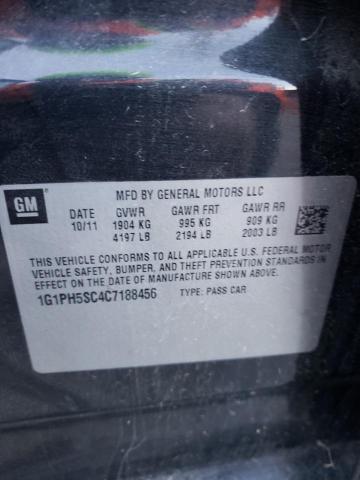 GM
MFD BY GENERAL MOTORS LLC
DATE GVWR GAWR FRT GAWR RR
10/11 1904 KG 995 KG 909 KG
4197 LB 2194 LB 2003 LB
THIS VEHICLE CONFORMS TO ALL APPLICABLE U.S. FEDERAL MOTOR
VEHICLE SAFETY, BUMPER, AND THEFT PREVENTION STANDARDS IN
EFFECT ON THE DATE OF MANUFACTURE SHOWN ABOVE.
1G1PH5SC4C7188456 TYPE: PASS CAR